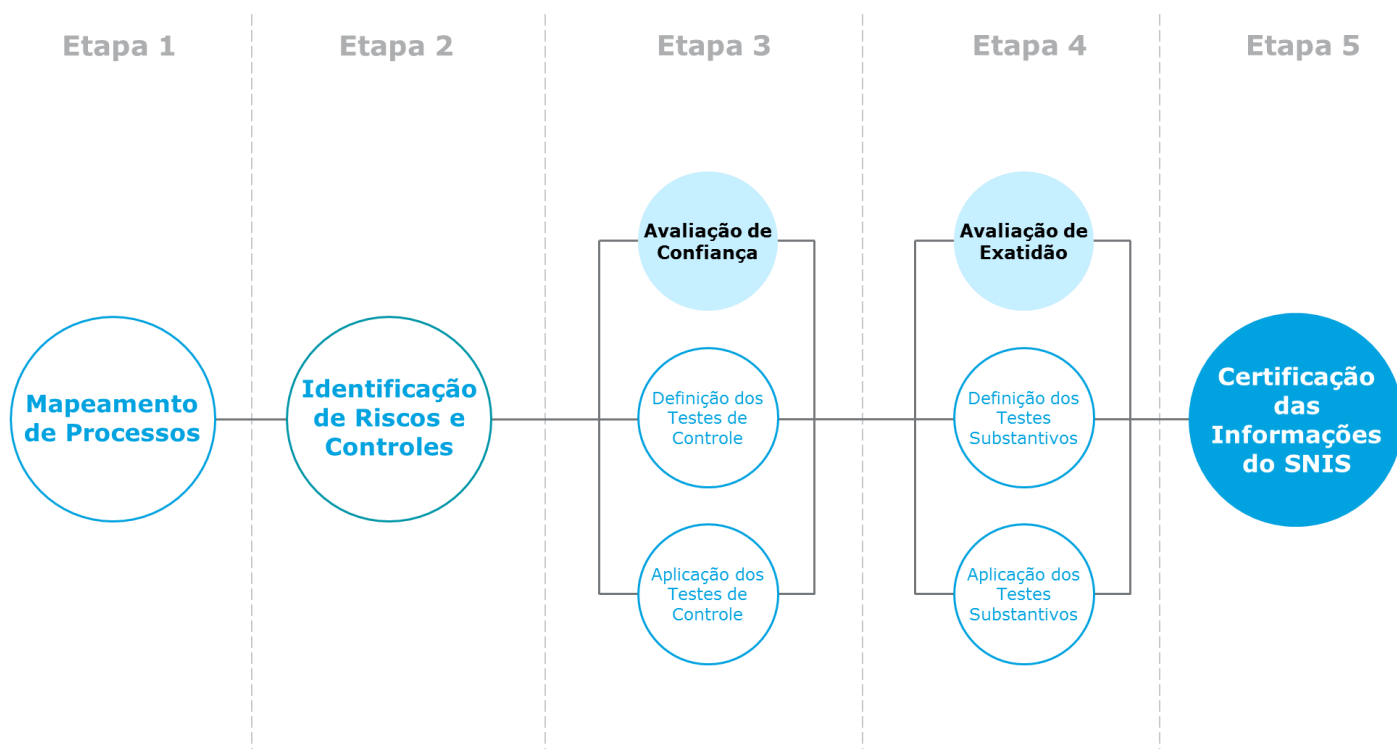 Etapa 1
Etapa 2
Etapa 3
Etapa 4
Etapa 5
Mapeamento
de Processos
Identificação
de Riscos e
Controles
Avaliação de
Confiança
Definição dos
Testes de
Controle
Aplicação dos
Testes de
Controle
Avaliação de
Exatidão
Definição dos
Testes
Substantivos
Aplicação dos
Testes
Substantivos
Certificação
das
Informações
do SNIS